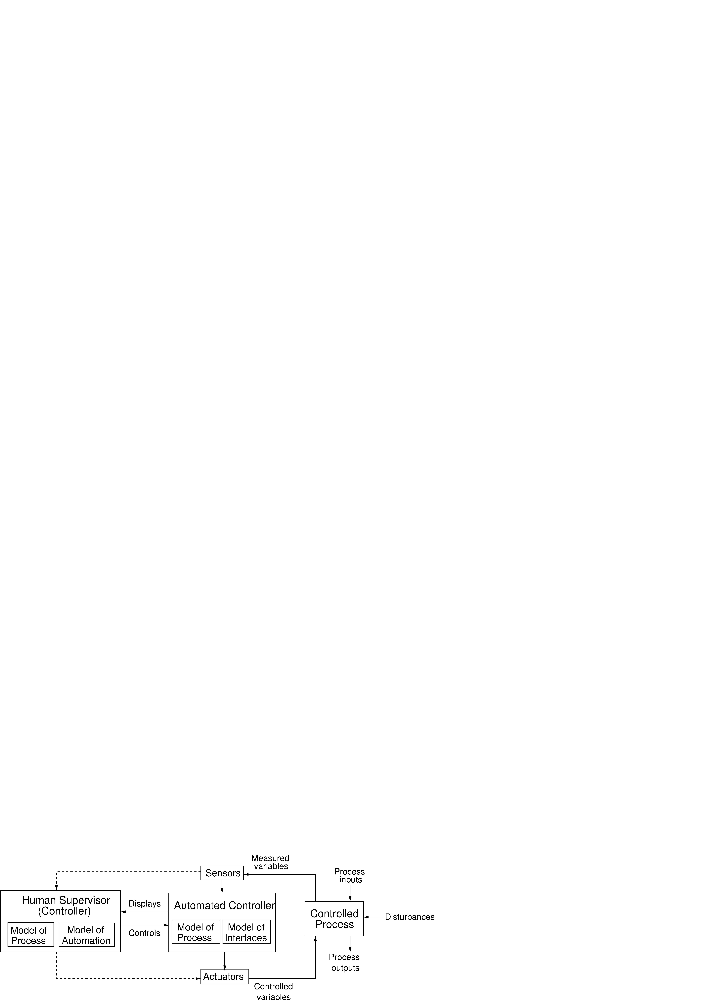 Measured
variables
Sensors
Process
inputs
Human Supervisor
(Controller)
Displays
Automated Controller
Controlled
Process
Disturbances
Model of
Process
Model of
Automation
Controls
Model of
Process
Model of
Interfaces
Process
outputs
Actuators
Controlled
variables